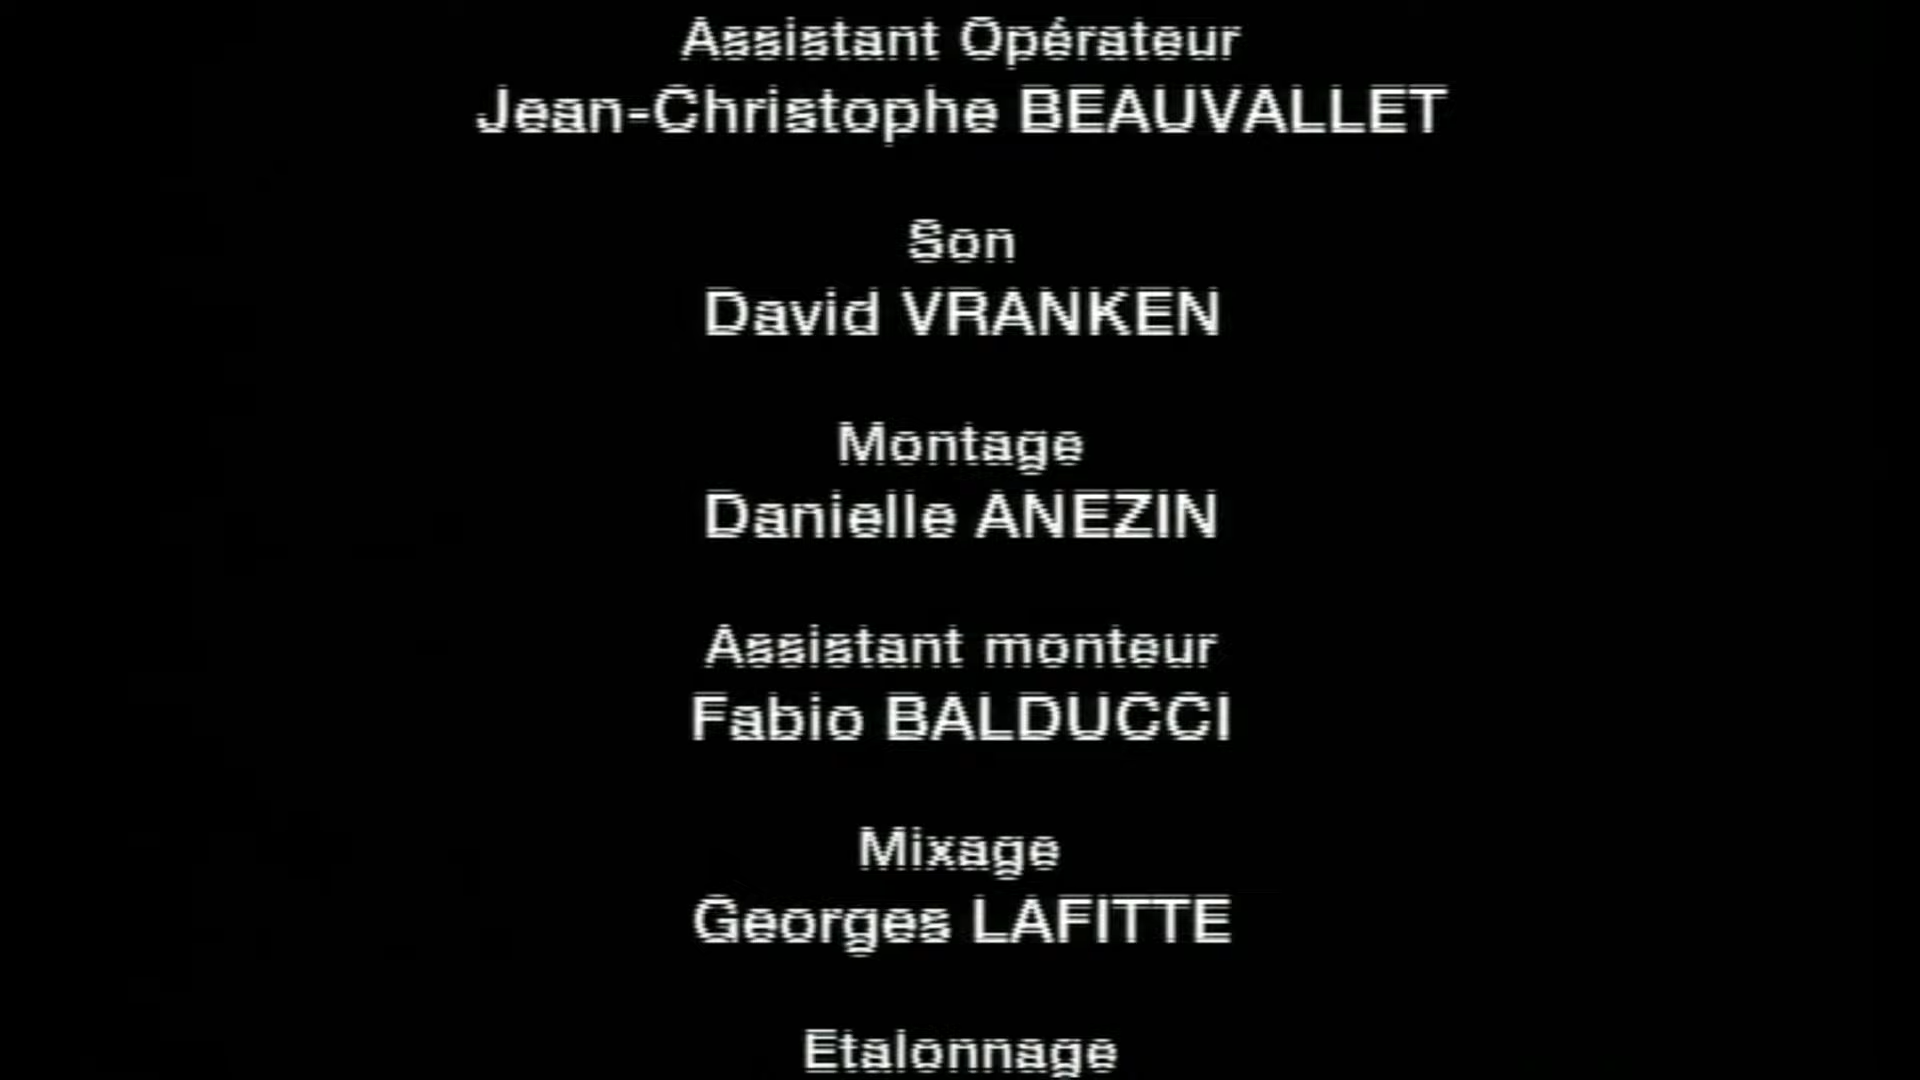 Assistant Opérateur
Jean-Christophe BEAUVALLET
Son
David VRANKEN
Montage
Danielle ANEZIN
Assistant monteur
Fabio BALDUCCI
Mixage
Georges LAFITTE
Etalonnage